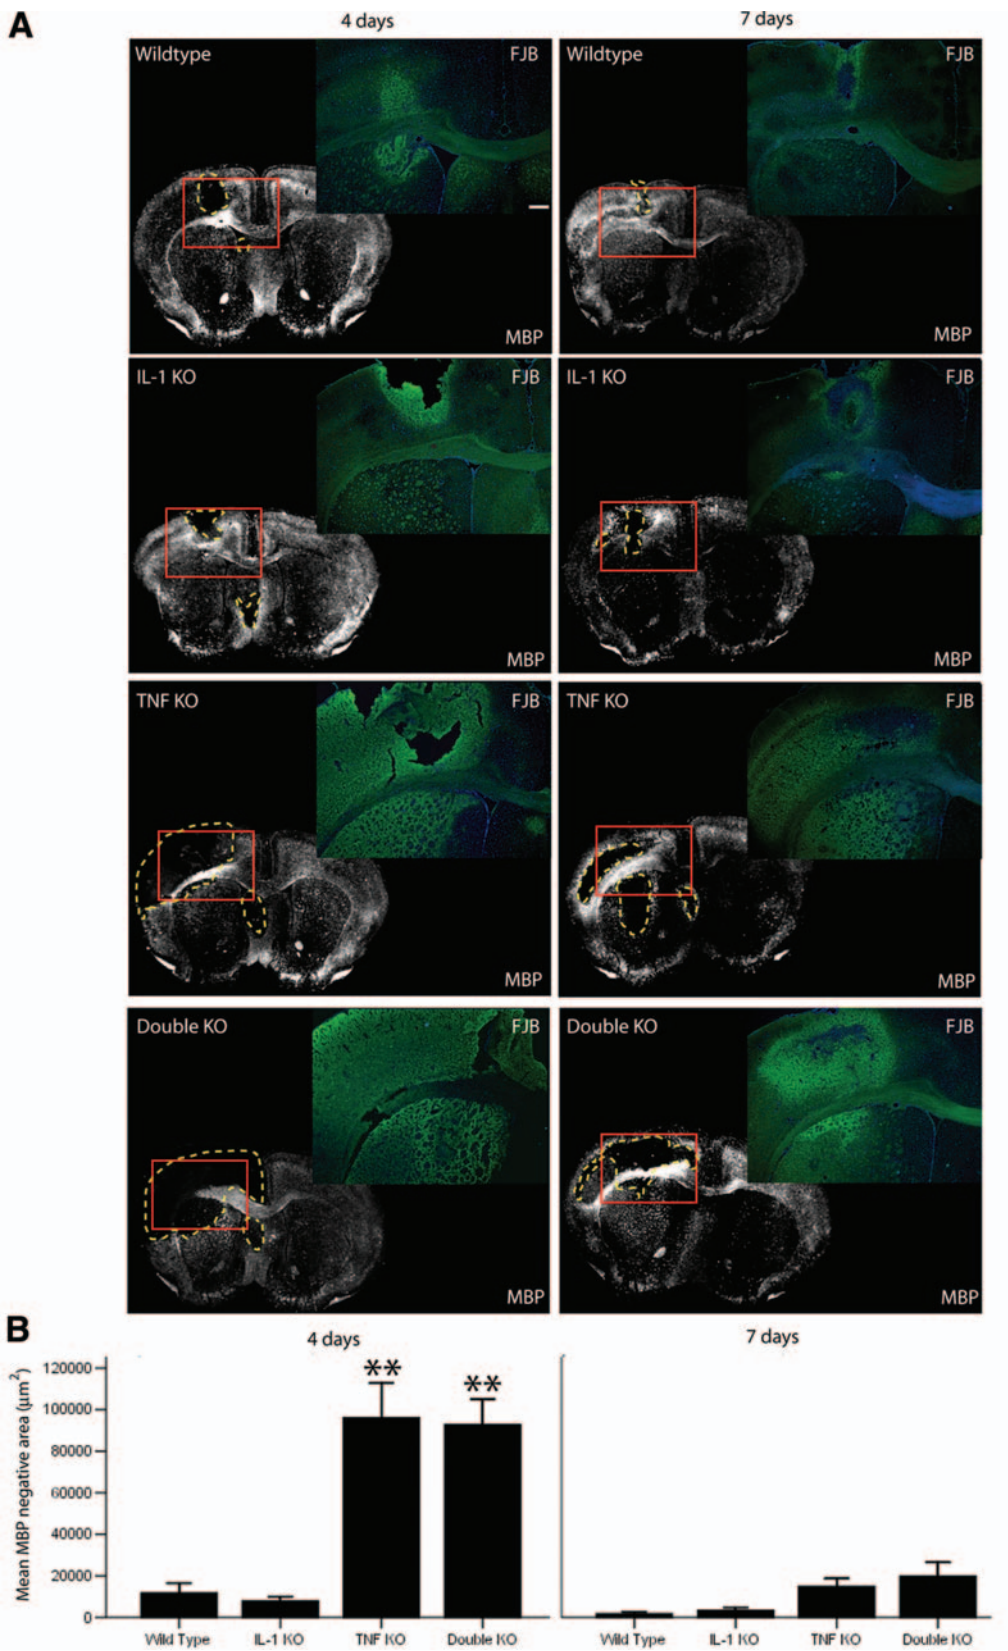 A
4 days
7 days
Wildtype
FJB
MBP
Wildtype
FJB
MBP
IL-1 KO
FJB
MBP
IL-1 KO
FJB
MBP
TNF KO
FJB
MBP
TNF KO
FJB
MBP
Double KO
FJB
MBP
Double KO
FJB
MBP
B
4 days
7 days
Mean MBP negative area (μm²)
120000
100000
80000
60000
40000
20000
0
**
**
Wild Type
IL-1 KO
TNF KO
Double KO
Wild Type
IL-1 KO
TNF KO
Double KO